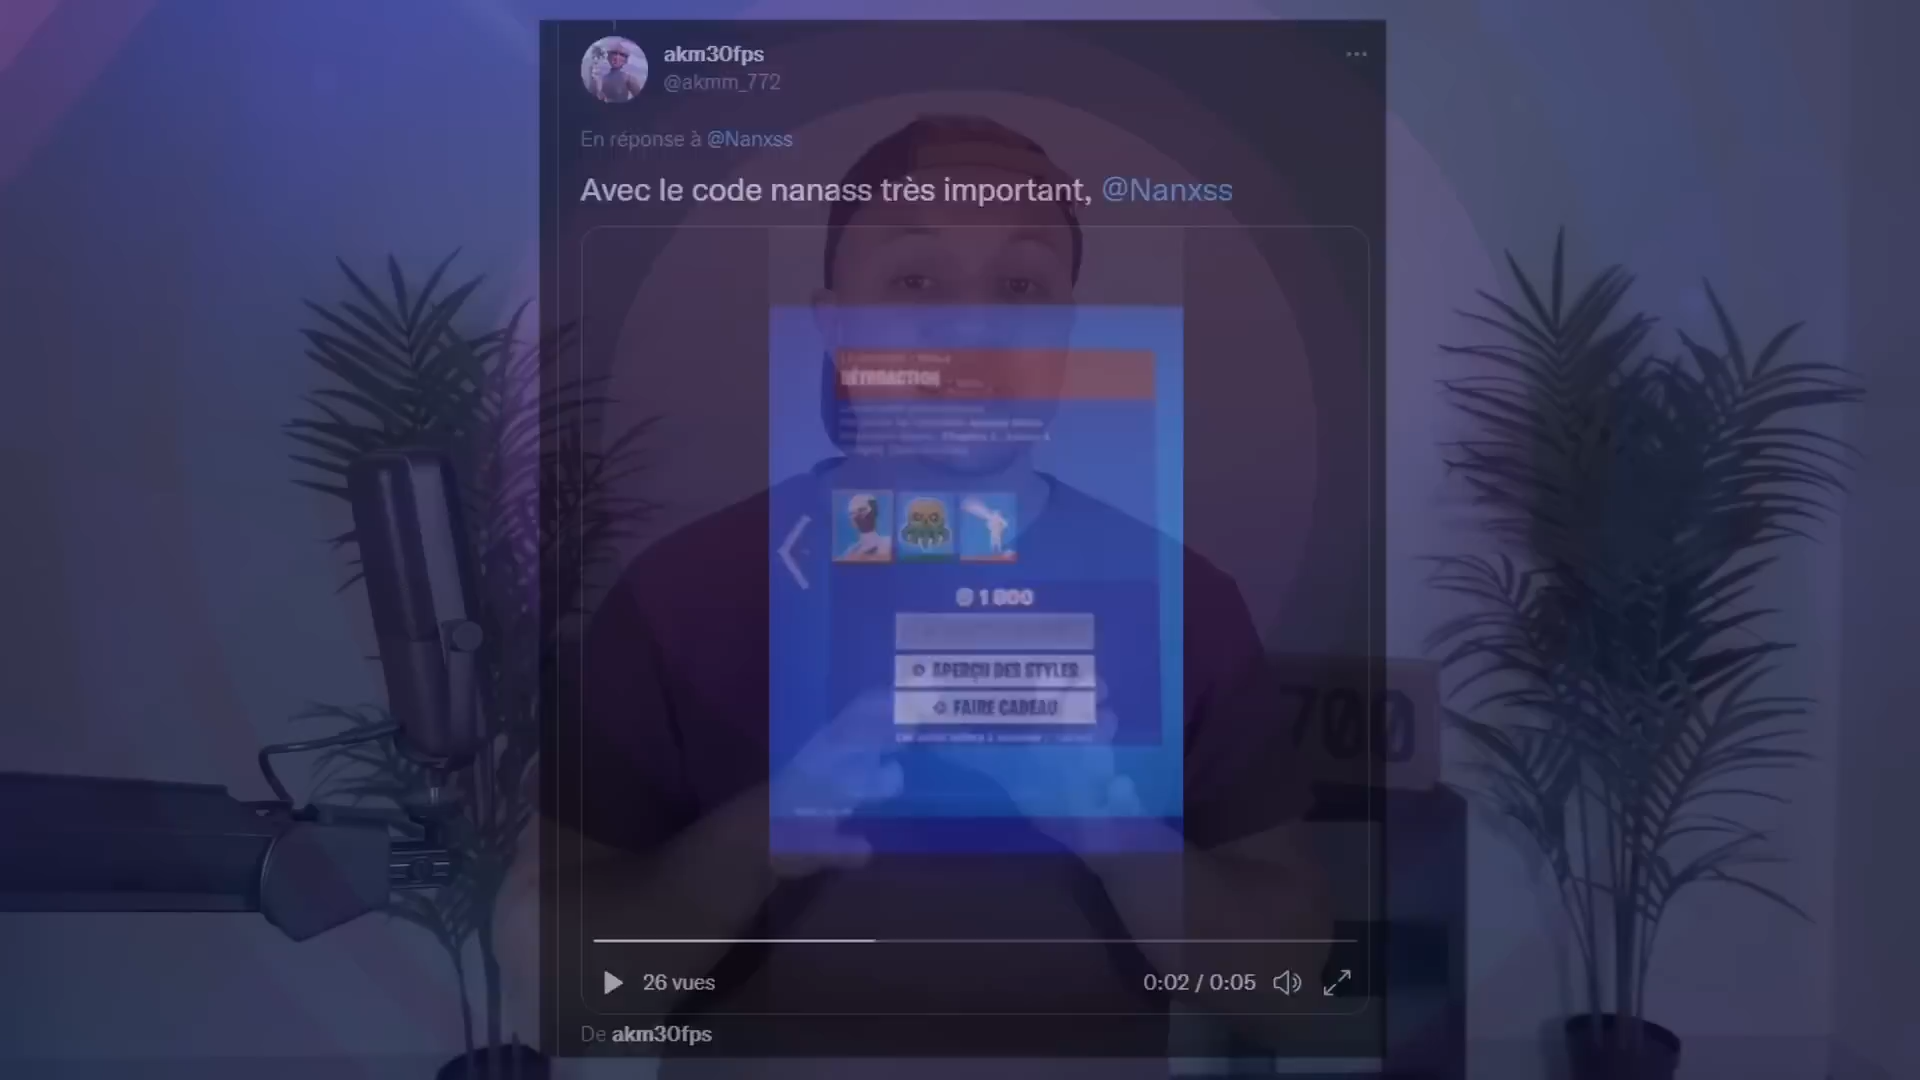 akm30fps
@akmm_772
En réponse à @Nanxss
Avec le code nanass très important, @Nanxss
1 800
APERÇU DES STYLES
FAIRE CADEAU
700
26 vues
0:02 / 0:05
De akm30fps